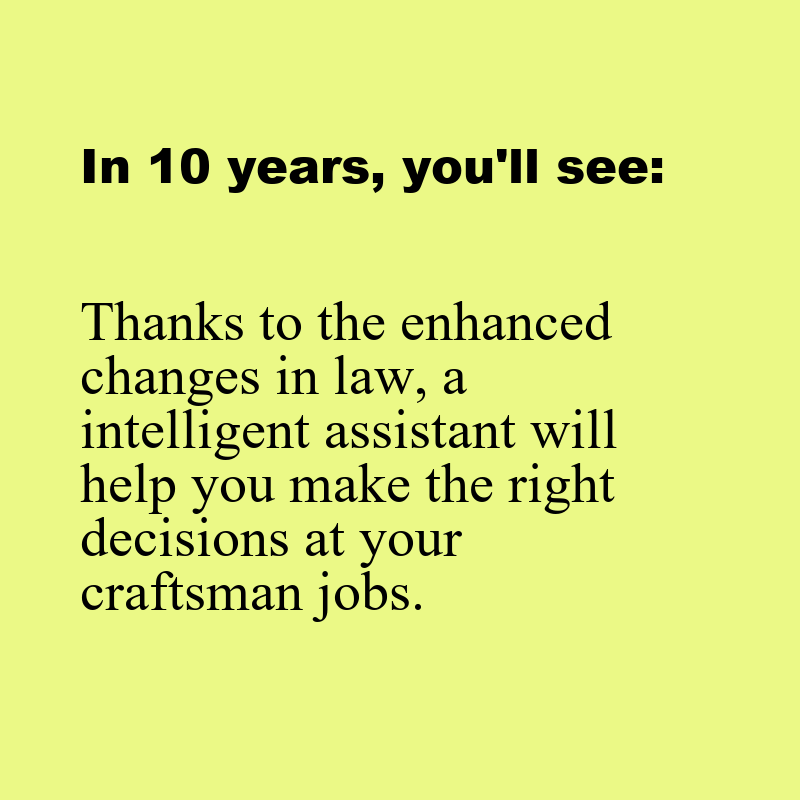 In 10 years, you'll see:
Thanks to the enhanced
changes in law, a
intelligent assistant will
help you make the right
decisions at your
craftsman jobs.